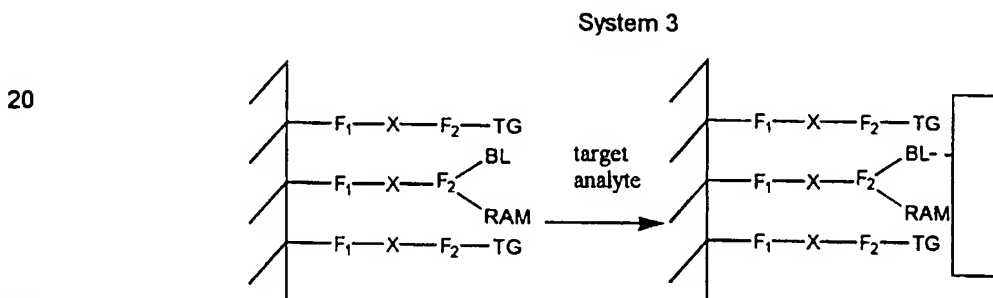 System 3
20
F₁—X—F₂—TG F₁—X—F₂—TG
BL target BL-
F₁—X—F₂ analyte F₁—X—F₂
RAM RAM
F₁—X—F₂—TG F₁—X—F₂—TG